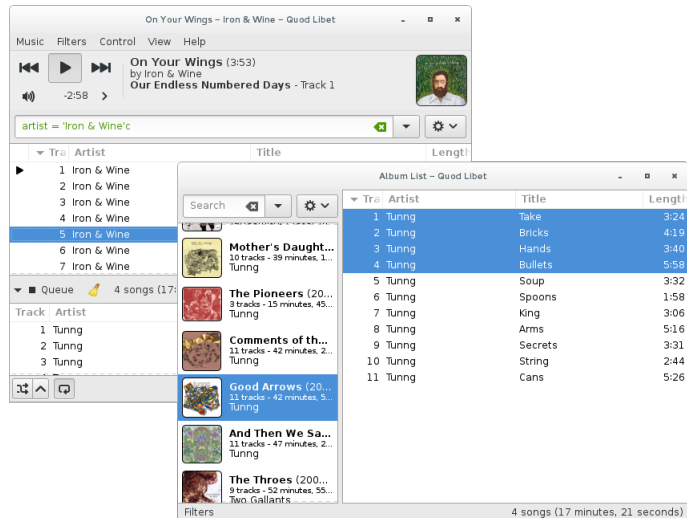 On Your Wings – Iron & Wine – Quod Libet
Music Filters Control View Help
On Your Wings (3:53)
by Iron & Wine
Our Endless Numbered Days - Track 1
-2:58
artist = 'Iron & Wine'c
Tra Artist Title Length
1 Iron & Wine
2 Iron & Wine
3 Iron & Wine
4 Iron & Wine
5 Iron & Wine
6 Iron & Wine
7 Iron & Wine
Queue 4 songs (17:
Track Artist
1 Tunng
2 Tunng
3 Tunng
Album List – Quod Libet
Search
Mother's Daught...
10 tracks - 39 minutes, 1...
Tunng
The Pioneers (20...
3 tracks - 15 minutes, 45...
Tunng
Comments of th...
11 tracks - 42 minutes, 2...
Tunng
Good Arrows (20...
11 tracks - 42 minutes, 5...
Tunng
And Then We Sa...
11 tracks - 47 minutes, 2...
Tunng
The Throes (200...
9 tracks - 52 minutes, 55...
Two Gallants
Tra Artist Title Lengt
1 Tunng Take 3:24
2 Tunng Bricks 4:19
3 Tunng Hands 3:40
4 Tunng Bullets 5:58
5 Tunng Soup 3:32
6 Tunng Spoons 1:58
7 Tunng King 3:06
8 Tunng Arms 5:16
9 Tunng Secrets 3:31
10 Tunng String 2:44
11 Tunng Cans 5:26
Filters 4 songs (17 minutes, 21 seconds)